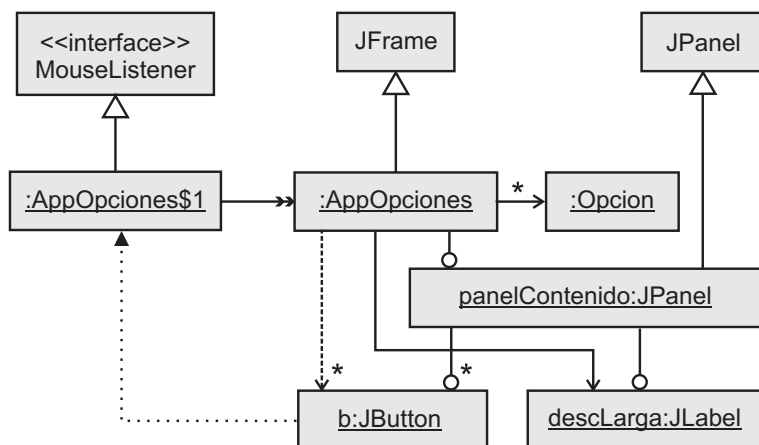 <<interface>>
MouseListener
JFrame
JPanel
:AppOpciones$1
:AppOpciones
*
:Opcion
panelContenido:JPanel
*
*
b:JButton
descLarga:JLabel